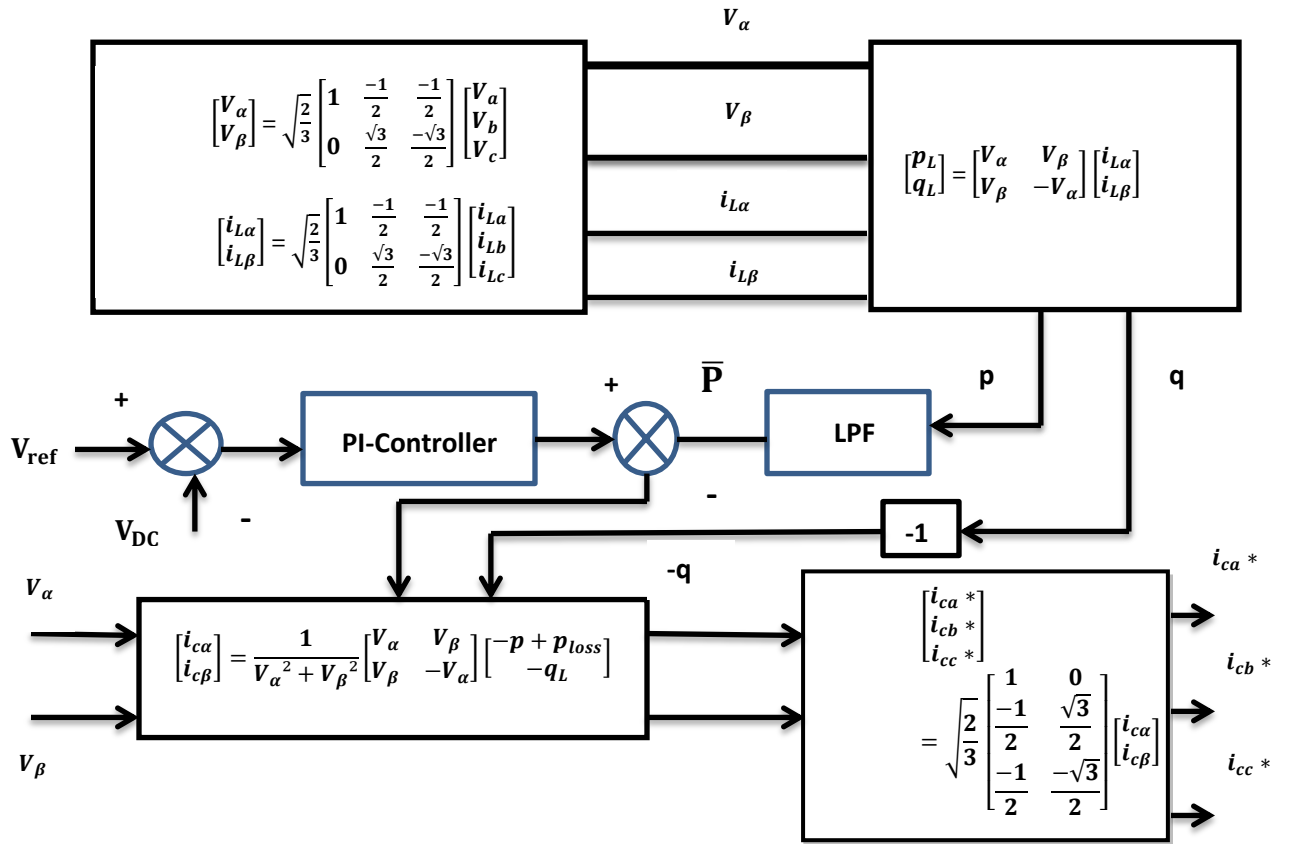 V_α
[V_α; V_β] = √(2/3) [1 -1/2 -1/2; 0 √3/2 -√3/2] [V_a; V_b; V_c]
V_β
[p_L; q_L] = [V_α V_β; V_β -V_α] [i_Lα; i_Lβ]
[i_Lα; i_Lβ] = √(2/3) [1 -1/2 -1/2; 0 √3/2 -√3/2] [i_La; i_Lb; i_Lc]
i_Lα
i_Lβ
P̅
p
q
+
+
V_ref
PI-Controller
LPF
-
-
V_DC
-1
-q
i_ca *
V_α
[i_cα; i_cβ] = 1/(V_α² + V_β²) [V_α V_β; V_β -V_α] [-p + p_loss; -q_L]
V_β
[i_ca *; i_cb *; i_cc *]
= √(2/3) [1 0; -1/2 √3/2; -1/2 -√3/2] [i_cα; i_cβ]
i_cb *
i_cc *